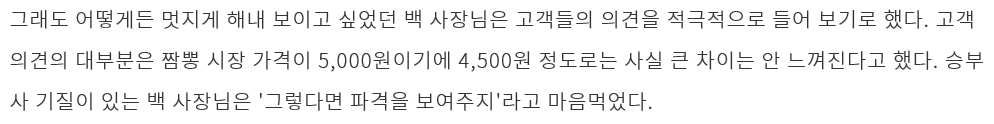 그래도 어떻게든 멋지게 해내 보이고 싶었던 백 사장님은 고객들의 의견을 적극적으로 들어 보기로 했다. 고객
의견의 대부분은 짬뽕 시장 가격이 5,000원이기에 4,500원 정도로는 사실 큰 차이는 안 느껴진다고 했다. 승부
사 기질이 있는 백 사장님은 '그렇다면 파격을 보여주지'라고 마음먹었다.